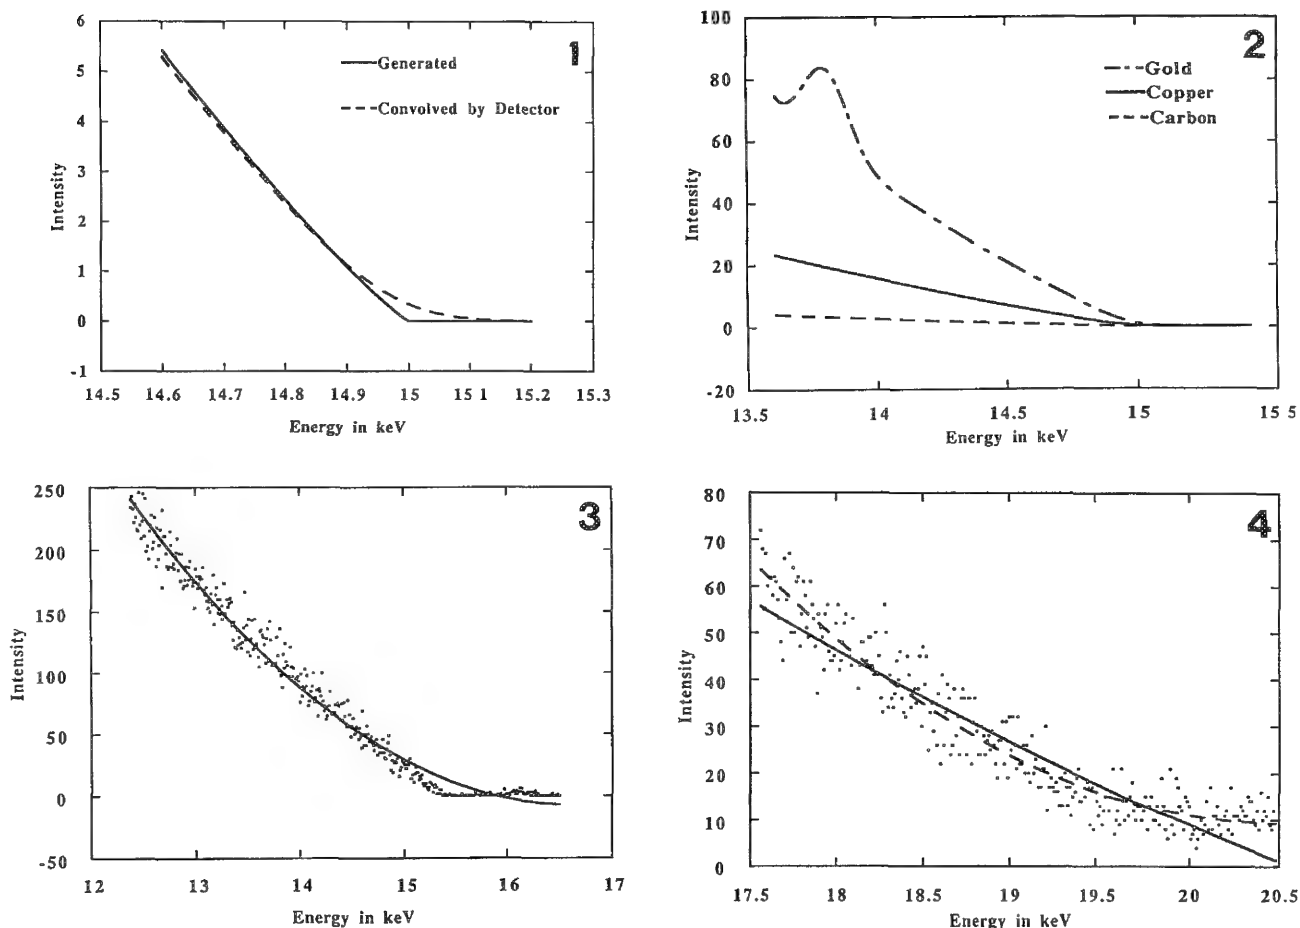 1
6
5
4
3
2
1
0
-1
Intensity
Generated
Convolved by Detector
14.5 14.6 14.7 14.8 14.9 15 15 1 15.2 15.3
Energy in keV
2
100
80
60
40
20
0
-20
Intensity
Gold
Copper
Carbon
13.5 14 14.5 15 15 5
Energy in keV
3
250
200
150
100
50
0
-50
Intensity
12 13 14 15 16 17
Energy in keV
4
80
70
60
50
40
30
20
10
0
Intensity
17.5 18 18.5 19 19.5 20 20.5
Energy in keV